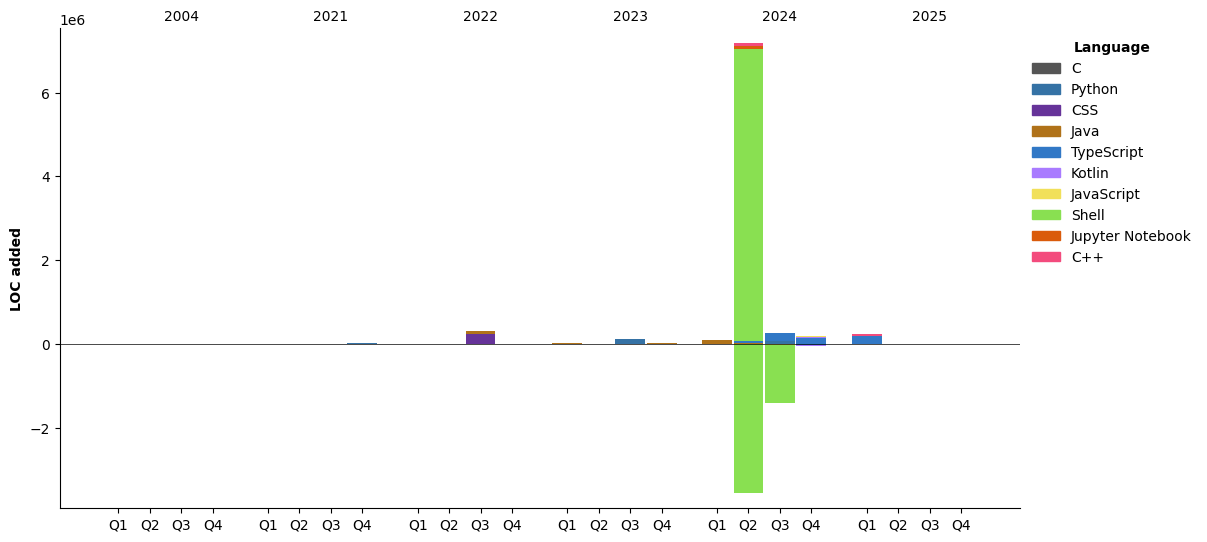 1e6
2004 2021 2022 2023 2024 2025
6
4
2
0
−2
LOC added
Q1 Q2 Q3 Q4 Q1 Q2 Q3 Q4 Q1 Q2 Q3 Q4 Q1 Q2 Q3 Q4 Q1 Q2 Q3 Q4 Q1 Q2 Q3 Q4
Language
C
Python
CSS
Java
TypeScript
Kotlin
JavaScript
Shell
Jupyter Notebook
C++